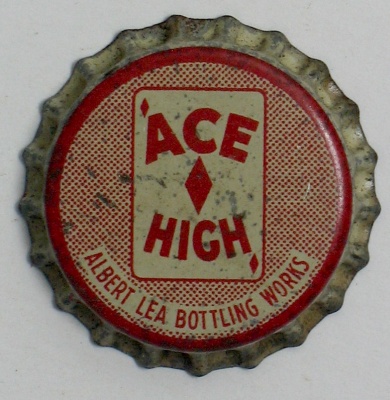 ACE
HIGH
ALBERT LEA BOTTLING WORKS